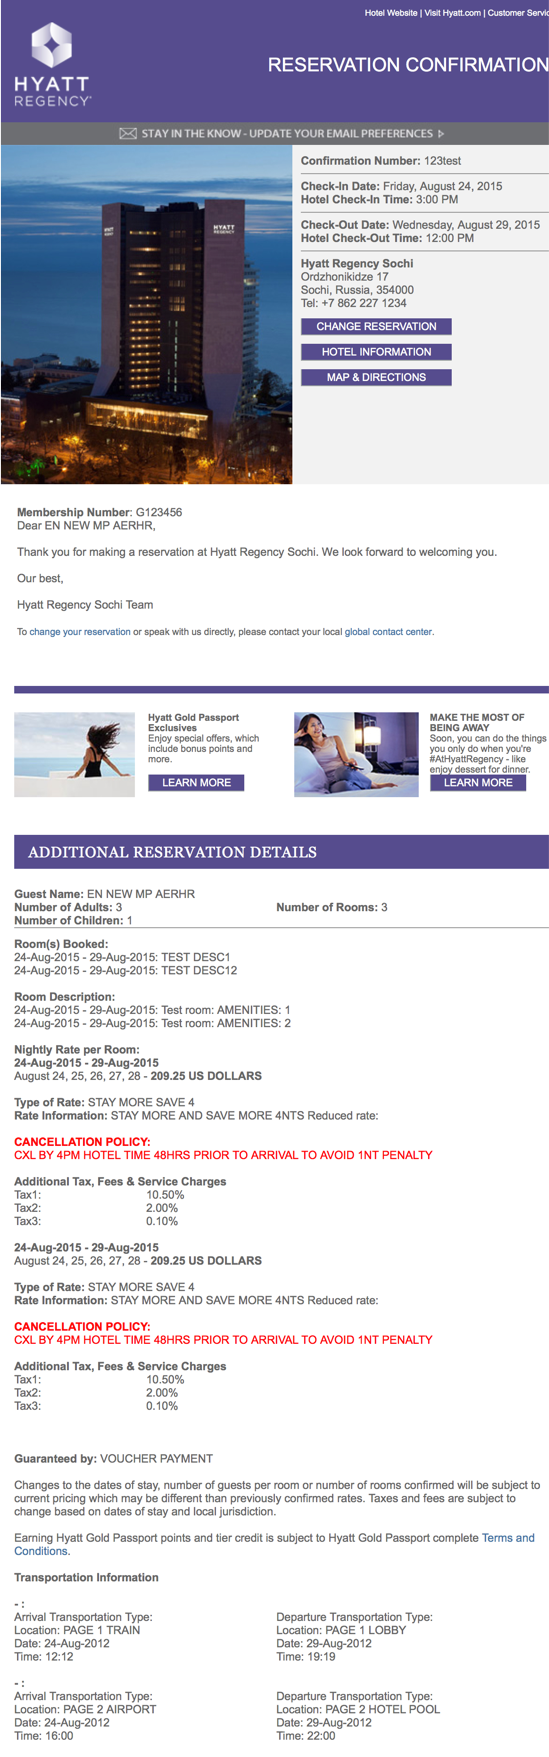 Hotel Website | Visit Hyatt.com | Customer Servic
HYATT
REGENCY
RESERVATION CONFIRMATION
STAY IN THE KNOW - UPDATE YOUR EMAIL PREFERENCES
Confirmation Number: 123test
Check-In Date: Friday, August 24, 2015
Hotel Check-In Time: 3:00 PM
Check-Out Date: Wednesday, August 29, 2015
Hotel Check-Out Time: 12:00 PM
HYATT
REGENCY
Hyatt Regency Sochi
Ordzhonikidze 17
Sochi, Russia, 354000
Tel: +7 862 227 1234
CHANGE RESERVATION
HOTEL INFORMATION
MAP & DIRECTIONS
Membership Number: G123456
Dear EN NEW MP AERHR,
Thank you for making a reservation at Hyatt Regency Sochi. We look forward to welcoming you.
Our best,
Hyatt Regency Sochi Team
To change your reservation or speak with us directly, please contact your local global contact center.
Hyatt Gold Passport
Exclusives
Enjoy special offers, which
include bonus points and
more.
LEARN MORE
MAKE THE MOST OF
BEING AWAY
Soon, you can do the things
you only do when you're
#AtHyattRegency - like
enjoy dessert for dinner.
LEARN MORE
ADDITIONAL RESERVATION DETAILS
Guest Name: EN NEW MP AERHR
Number of Adults: 3 Number of Rooms: 3
Number of Children: 1
Room(s) Booked:
24-Aug-2015 - 29-Aug-2015: TEST DESC1
24-Aug-2015 - 29-Aug-2015: TEST DESC12
Room Description:
24-Aug-2015 - 29-Aug-2015: Test room: AMENITIES: 1
24-Aug-2015 - 29-Aug-2015: Test room: AMENITIES: 2
Nightly Rate per Room:
24-Aug-2015 - 29-Aug-2015
August 24, 25, 26, 27, 28 - 209.25 US DOLLARS
Type of Rate: STAY MORE SAVE 4
Rate Information: STAY MORE AND SAVE MORE 4NTS Reduced rate:
CANCELLATION POLICY:
CXL BY 4PM HOTEL TIME 48HRS PRIOR TO ARRIVAL TO AVOID 1NT PENALTY
Additional Tax, Fees & Service Charges
Tax1: 10.50%
Tax2: 2.00%
Tax3: 0.10%
24-Aug-2015 - 29-Aug-2015
August 24, 25, 26, 27, 28 - 209.25 US DOLLARS
Type of Rate: STAY MORE SAVE 4
Rate Information: STAY MORE AND SAVE MORE 4NTS Reduced rate:
CANCELLATION POLICY:
CXL BY 4PM HOTEL TIME 48HRS PRIOR TO ARRIVAL TO AVOID 1NT PENALTY
Additional Tax, Fees & Service Charges
Tax1: 10.50%
Tax2: 2.00%
Tax3: 0.10%
Guaranteed by: VOUCHER PAYMENT
Changes to the dates of stay, number of guests per room or number of rooms confirmed will be subject to
current pricing which may be different than previously confirmed rates. Taxes and fees are subject to
change based on dates of stay and local jurisdiction.
Earning Hyatt Gold Passport points and tier credit is subject to Hyatt Gold Passport complete Terms and
Conditions.
Transportation Information
- :
Arrival Transportation Type: Departure Transportation Type:
Location: PAGE 1 TRAIN Location: PAGE 1 LOBBY
Date: 24-Aug-2012 Date: 29-Aug-2012
Time: 12:12 Time: 19:19
- :
Arrival Transportation Type: Departure Transportation Type:
Location: PAGE 2 AIRPORT Location: PAGE 2 HOTEL POOL
Date: 24-Aug-2012 Date: 29-Aug-2012
Time: 16:00 Time: 22:00